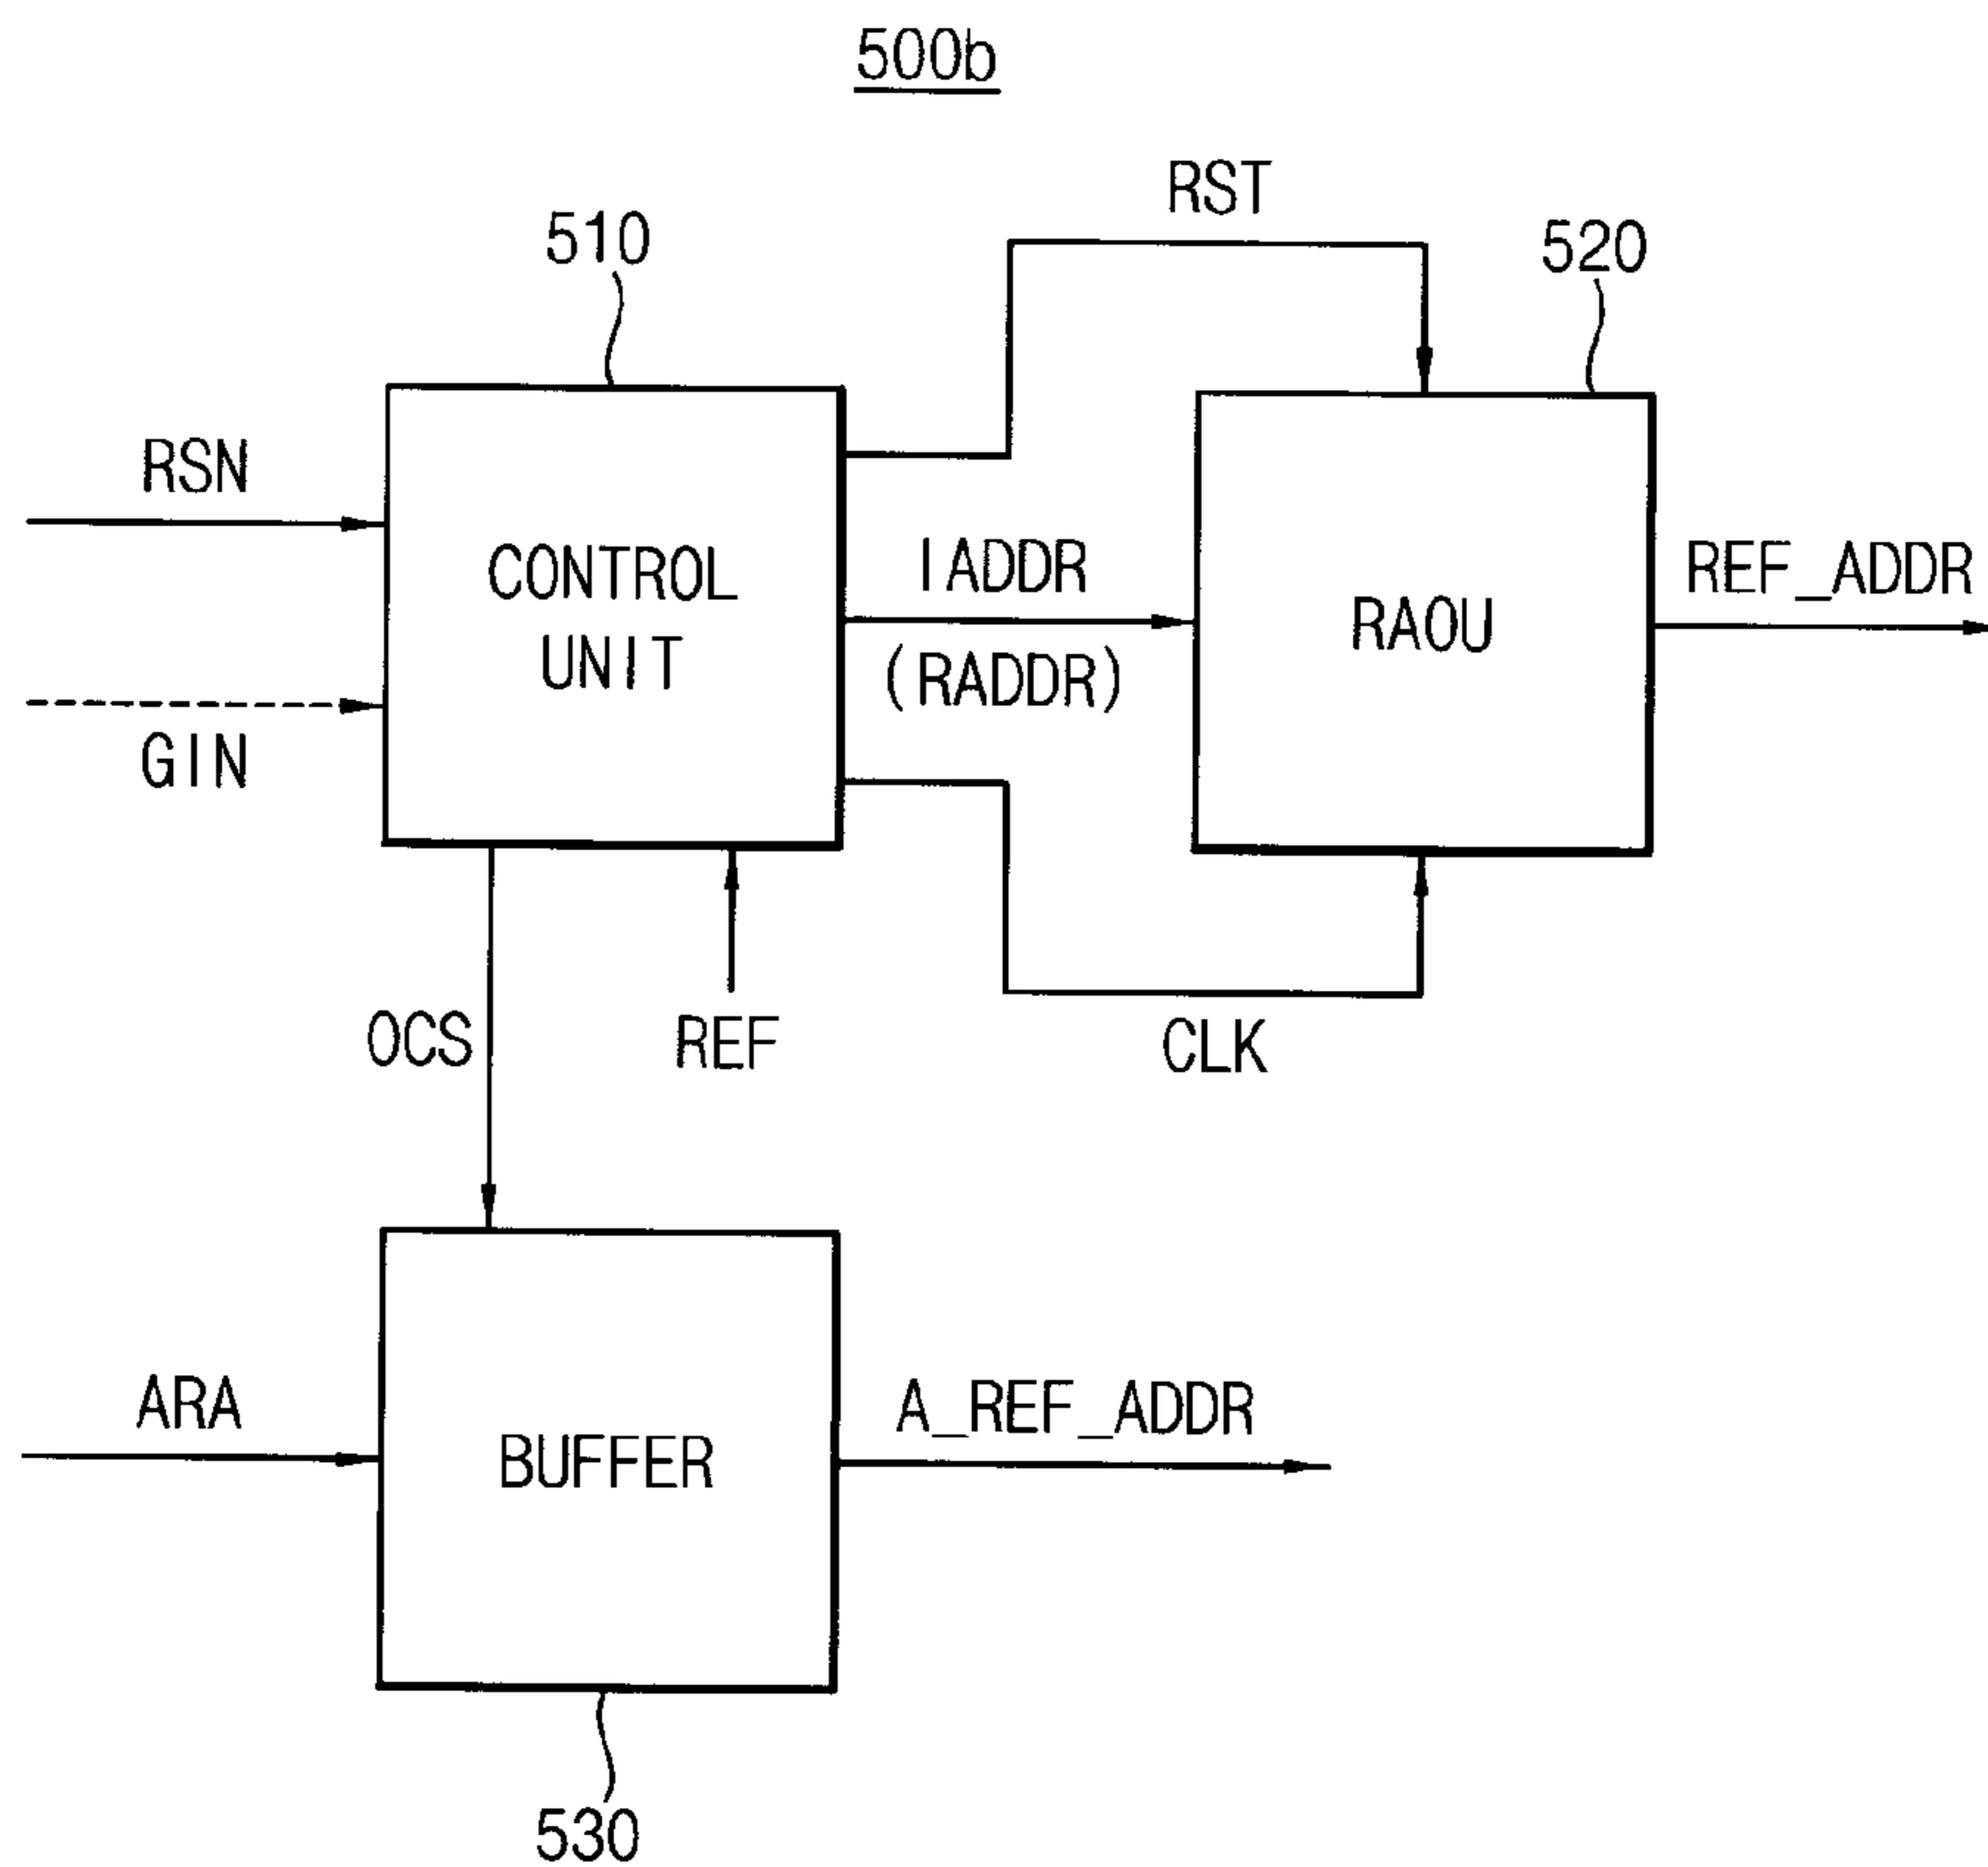 500b
RST
510
520
RSN
CONTROL
UNIT
IADDR
(RADDR)
RAOU
REF_ADDR
GIN
OCS
REF
CLK
ARA
BUFFER
A_REF_ADDR
530